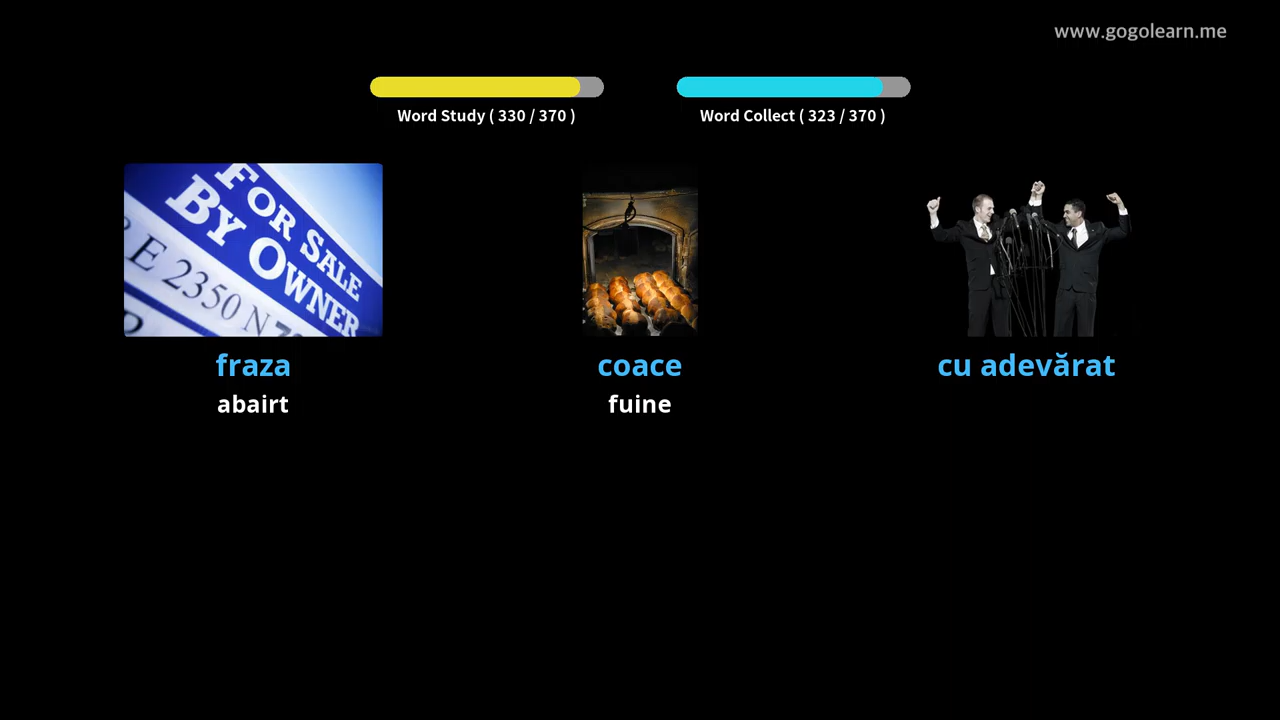 www.gogolearn.me
Word Study ( 330 / 370 )
Word Collect ( 323 / 370 )
FOR SALE
BY OWNER
E 2350 N
fraza
abairt
coace
fuine
cu adevărat